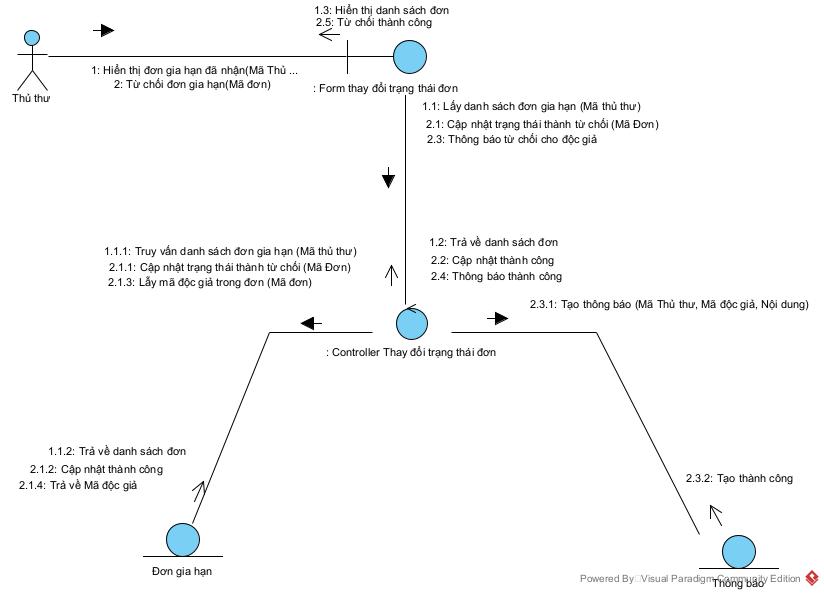 1.3: Hiển thị danh sách đơn
2.5: Từ chối thành công
1: Hiển thị đơn gia hạn đã nhận(Mã Thủ ...
2: Từ chối đơn gia hạn(Mã đơn)
Thủ thư
: Form thay đổi trạng thái đơn
1.1: Lấy danh sách đơn gia hạn (Mã thủ thư)
2.1: Cập nhật trạng thái thành từ chối (Mã Đơn)
2.3: Thông báo từ chối cho độc giả
1.2: Trả về danh sách đơn
2.2: Cập nhật thành công
2.4: Thông báo thành công
1.1.1: Truy vấn danh sách đơn gia hạn (Mã thủ thư)
2.1.1: Cập nhật trạng thái thành từ chối (Mã Đơn)
2.1.3: Lấy mã độc giả trong đơn (Mã đơn)
2.3.1: Tạo thông báo (Mã Thủ thư, Mã độc giả, Nội dung)
: Controller Thay đổi trạng thái đơn
1.1.2: Trả về danh sách đơn
2.1.2: Cập nhật thành công
2.1.4: Trả về Mã độc giả
2.3.2: Tạo thành công
Đơn gia hạn
Thông báo
Powered By Visual Paradigm Community Edition